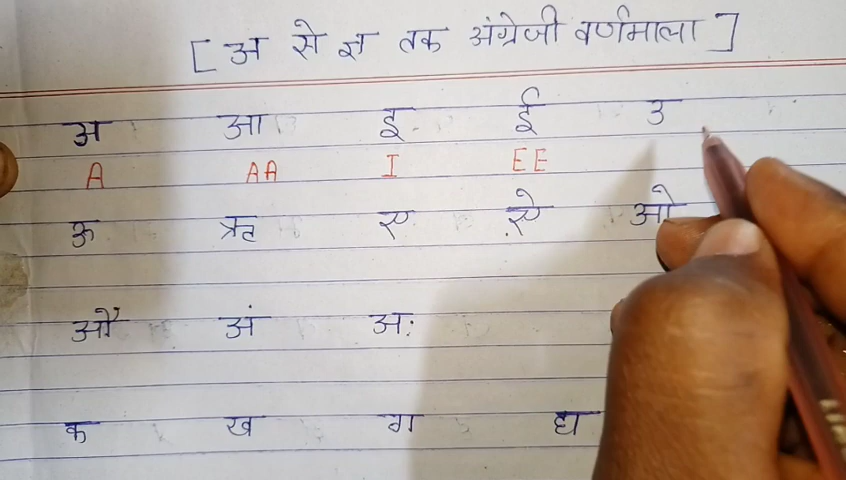 [ अ से ज्ञ तक अंग्रेजी वर्णमाला ]
अ आ इ ई उ
A AA I EE
ऊ ऋ ए ऐ ओ
औ अं अः
क ख ग घ